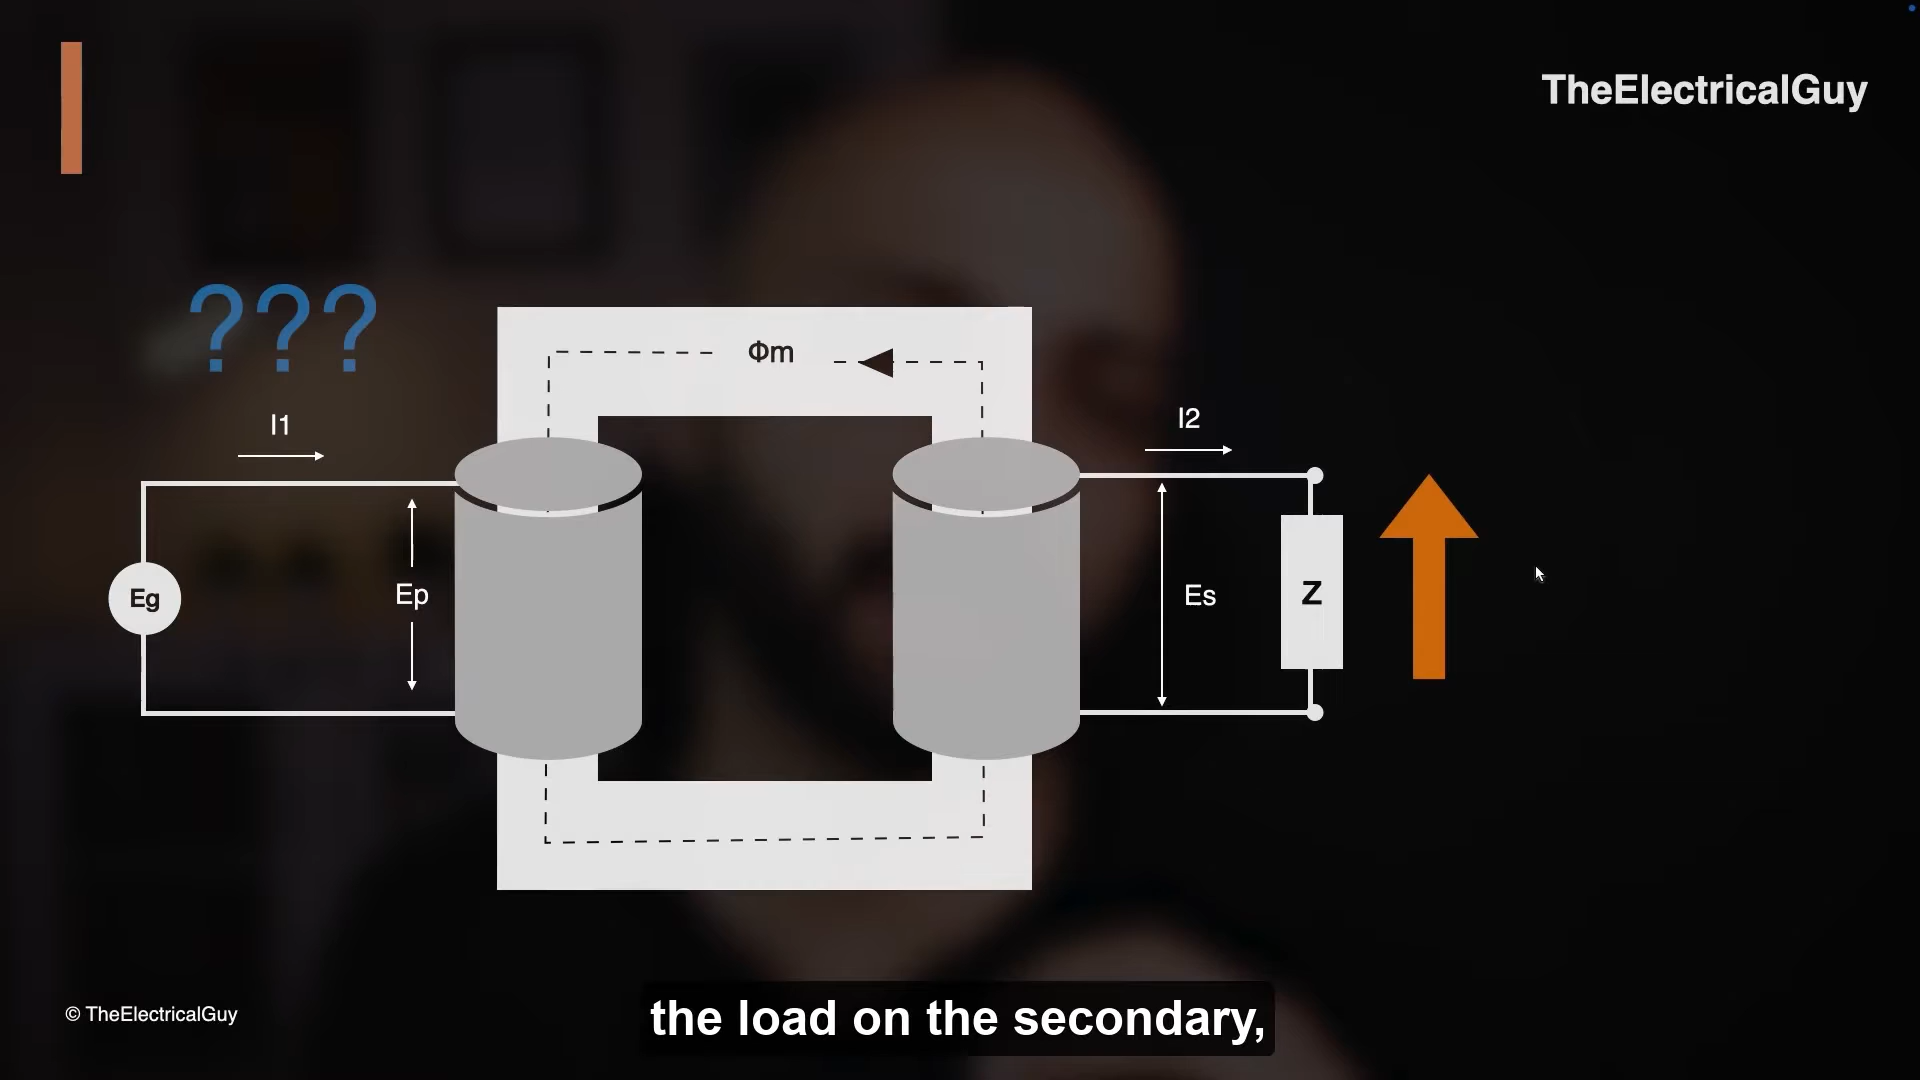 TheElectricalGuy
???
Φm
I1
I2
Eg
Ep
Es
Z
© TheElectricalGuy
the load on the secondary,